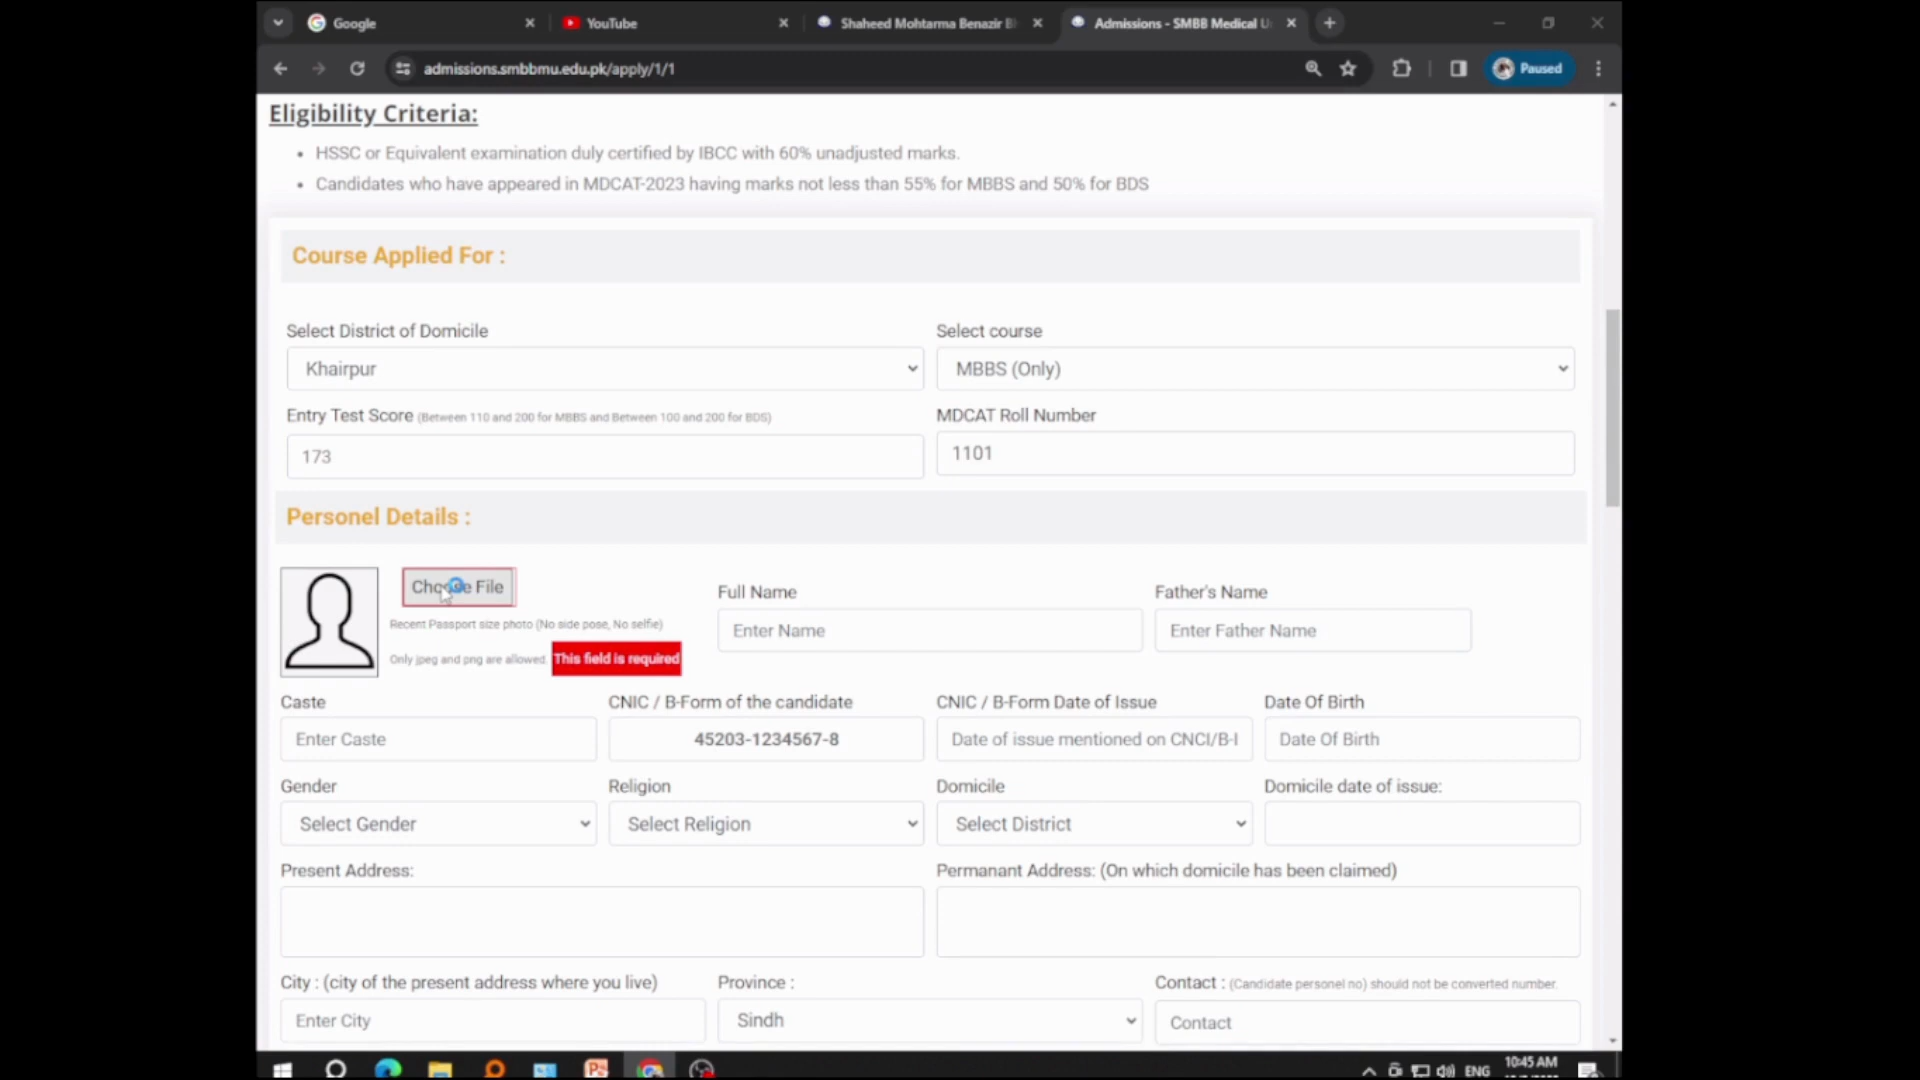 Google
YouTube
Shaheed Mohtarma Benazir B
Admissions - SMBB Medical U
admissions.smbbmu.edu.pk/apply/1/1
Paused
Eligibility Criteria:
• HSSC or Equivalent examination duly certified by IBCC with 60% unadjusted marks.
• Candidates who have appeared in MDCAT-2023 having marks not less than 55% for MBBS and 50% for BDS
Course Applied For :
Select District of Domicile
Select course
Khairpur
MBBS (Only)
Entry Test Score (Between 110 and 200 for MBBS and Between 100 and 200 for BDS)
MDCAT Roll Number
173
1101
Personel Details :
Choose File
Recent Passport size photo (No side pose, No selfie)
Only jpeg and png are allowed. This field is required
Full Name
Father's Name
Enter Name
Enter Father Name
Caste
CNIC / B-Form of the candidate
CNIC / B-Form Date of Issue
Date Of Birth
Enter Caste
45203-1234567-8
Date of issue mentioned on CNCI/B-
Date Of Birth
Gender
Religion
Domicile
Domicile date of issue:
Select Gender
Select Religion
Select District
Present Address:
Permanant Address: (On which domicile has been claimed)
City : (city of the present address where you live)
Province :
Contact : (Candidate personel no) should not be converted number.
Enter City
Sindh
Contact
ENG
10:45 AM